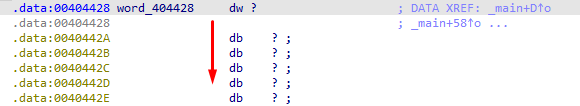 .data:00404428 word_404428 dw ? ; DATA XREF: _main+D↑o
.data:00404428 ; _main+58↑o ...
.data:0040442A db ? ;
.data:0040442B db ? ;
.data:0040442C db ? ;
.data:0040442D db ? ;
.data:0040442E db ? ;